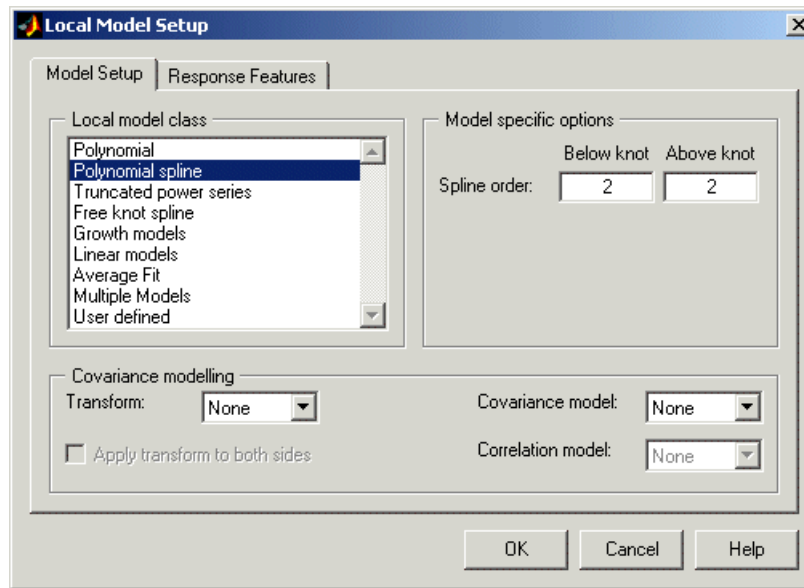 Local Model Setup
Model Setup
Response Features
Local model class
Polynomial
Polynomial spline
Truncated power series
Free knot spline
Growth models
Linear models
Average Fit
Multiple Models
User defined
Model specific options
Below knot Above knot
Spline order: 2 2
Covariance modelling
Transform: None
Covariance model: None
Apply transform to both sides
Correlation model: None
OK
Cancel
Help